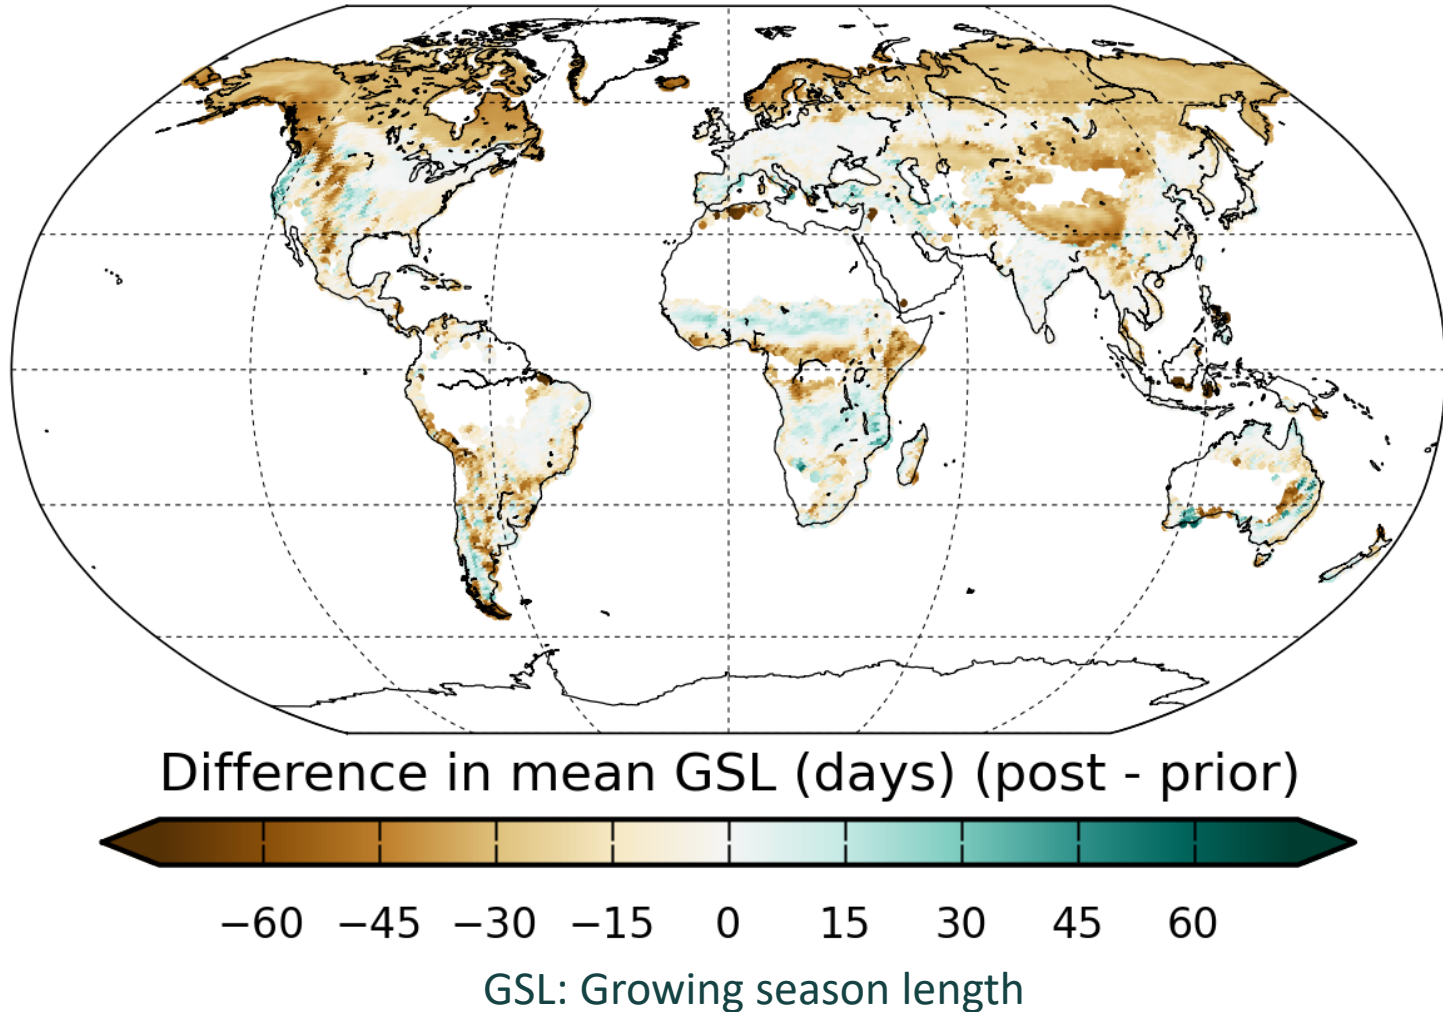 Difference in mean GSL (days) (post - prior)
−60 −45 −30 −15 0 15 30 45 60
GSL: Growing season length